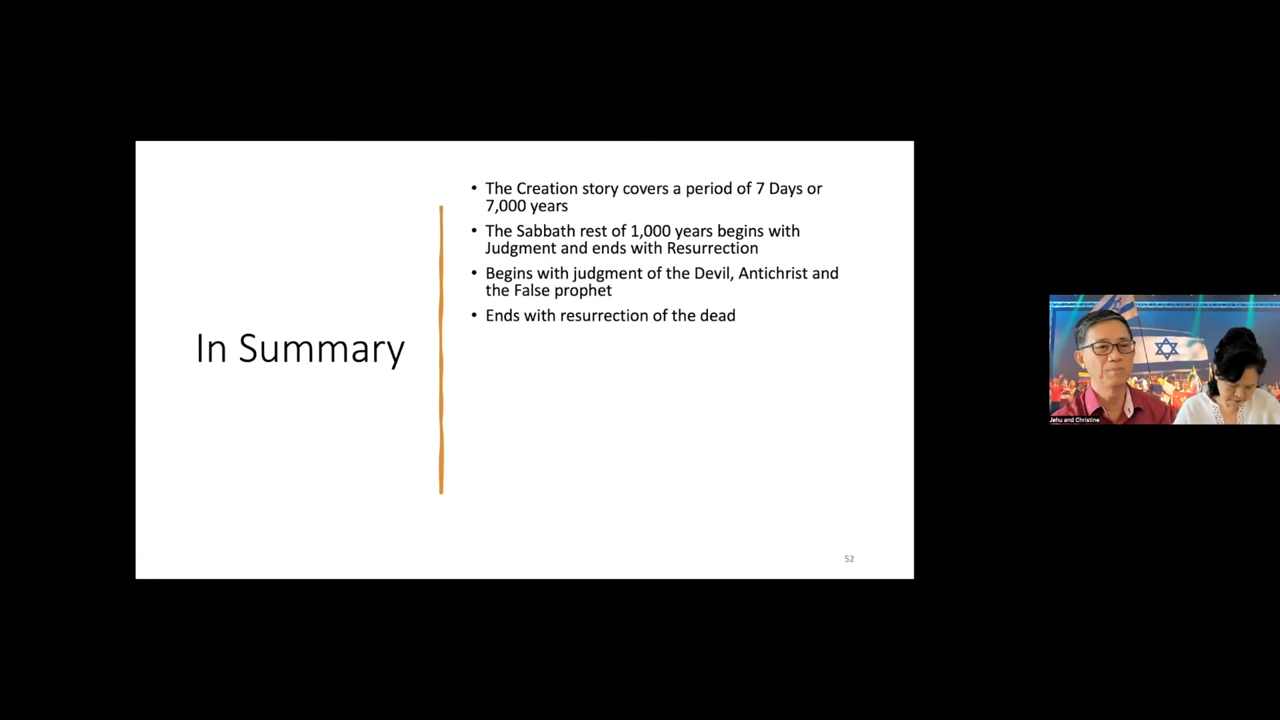 In Summary
• The Creation story covers a period of 7 Days or
7,000 years
• The Sabbath rest of 1,000 years begins with
Judgment and ends with Resurrection
• Begins with judgment of the Devil, Antichrist and
the False prophet
• Ends with resurrection of the dead
52
Jehu and Christine